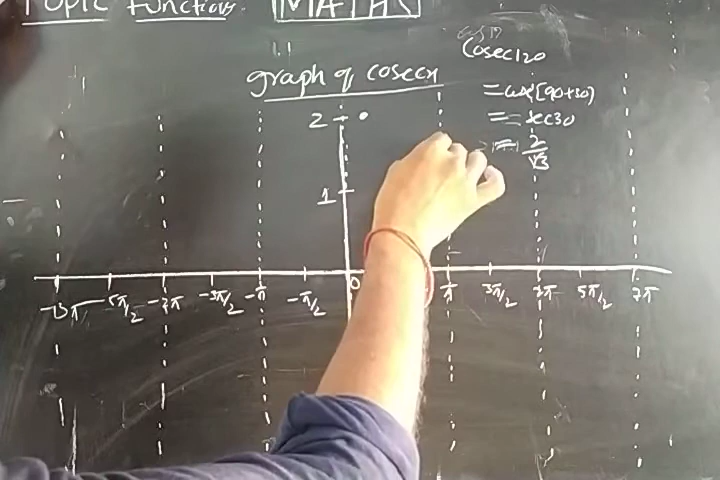 Topic Functions. MATHS
Cosec120
graph of cosecx
= cosec[90+30)
= sec30
= 2/√3
2
1
-3π -5π/2 -2π -3π/2 -π -π/2 0 π 3π/2 2π 5π/2 3π